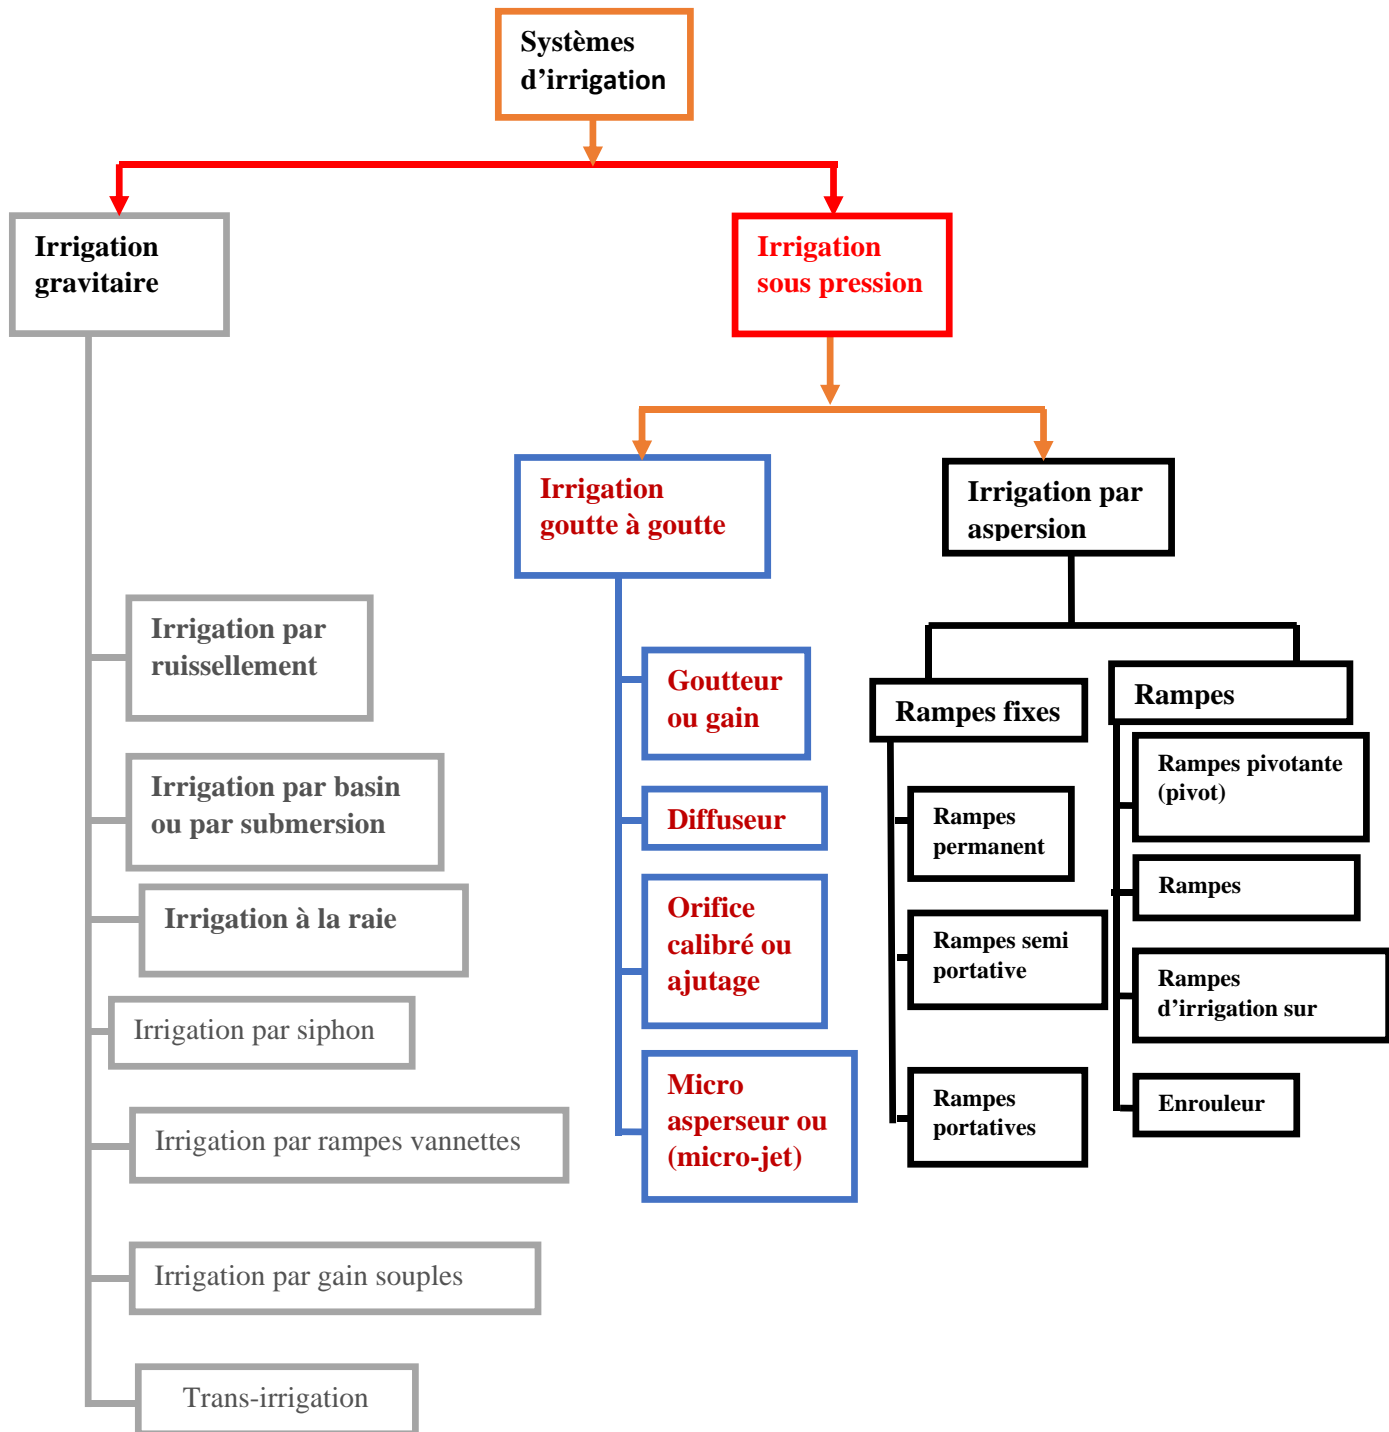 Systèmes
d’irrigation
Irrigation
gravitaire
Irrigation
sous pression
Irrigation
goutte à goutte
Irrigation par
aspersion
Irrigation par
ruissellement
Irrigation par basin
ou par submersion
Irrigation à la raie
Irrigation par siphon
Irrigation par rampes vannettes
Irrigation par gain souples
Trans-irrigation
Goutteur
ou gain
Diffuseur
Orifice
calibré ou
ajutage
Micro
asperseur ou
(micro-jet)
Rampes fixes
Rampes
permanent
Rampes semi
portative
Rampes
portatives
Rampes
Rampes pivotante
(pivot)
Rampes
Rampes
d’irrigation sur
Enrouleur